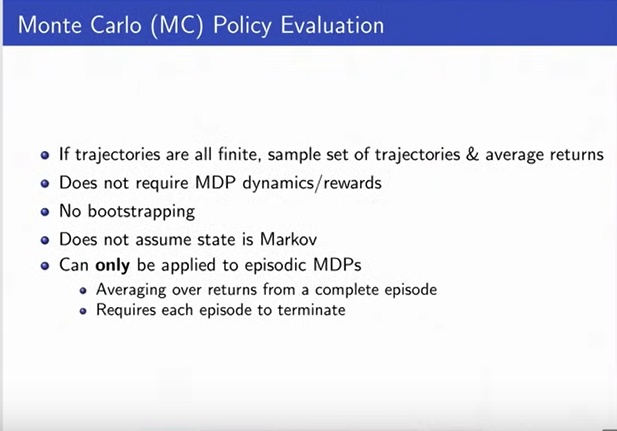 Monte Carlo (MC) Policy Evaluation
If trajectories are all finite, sample set of trajectories & average returns
Does not require MDP dynamics/rewards
No bootstrapping
Does not assume state is Markov
Can only be applied to episodic MDPs
Averaging over returns from a complete episode
Requires each episode to terminate